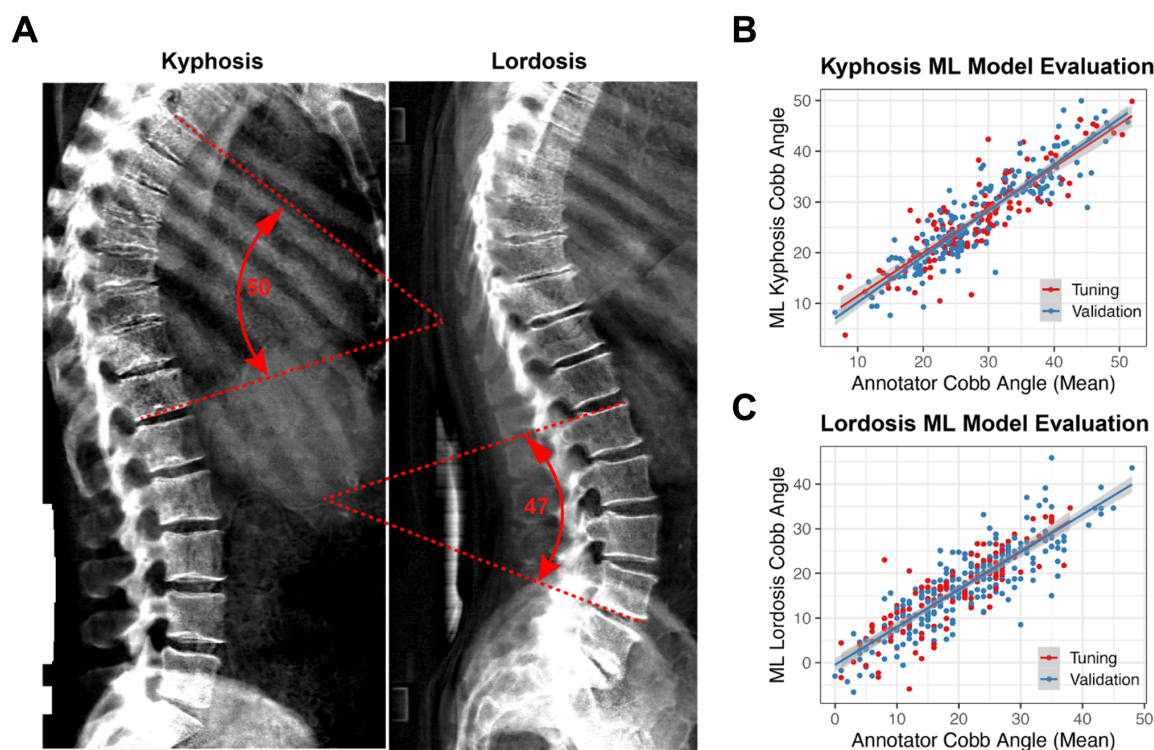 A
Kyphosis
Lordosis
50
47
B
Kyphosis ML Model Evaluation
ML Kyphosis Cobb Angle
50
40
30
20
10
Tuning
Validation
10
20
30
40
50
Annotator Cobb Angle (Mean)
C
Lordosis ML Model Evaluation
ML Lordosis Cobb Angle
40
30
20
10
0
Tuning
Validation
0
10
20
30
40
50
Annotator Cobb Angle (Mean)